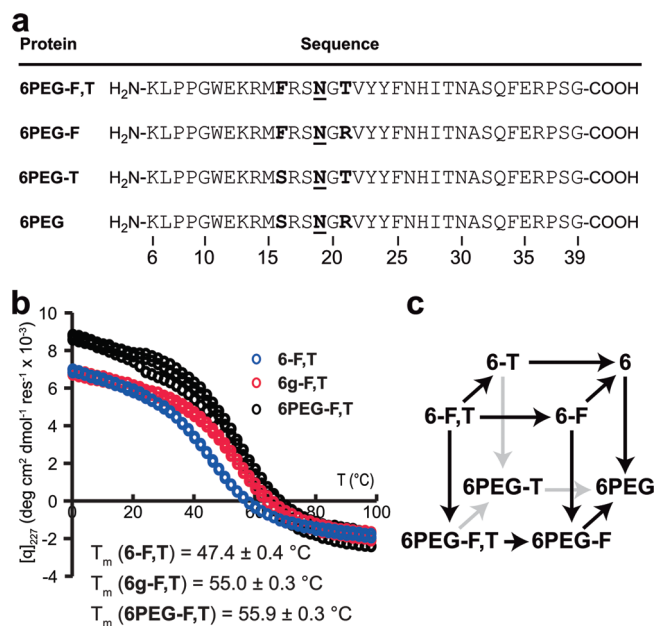 a
Protein Sequence
6PEG-F,T H₂N-KLPPGWEKRMFRSNGTVYYFNHITNASQFERPSG-COOH
6PEG-F H₂N-KLPPGWEKRMFRSNGRVYYFNHITNASQFERPSG-COOH
6PEG-T H₂N-KLPPGWEKRMSRSNGTVYYFNHITNASQFERPSG-COOH
6PEG H₂N-KLPPGWEKRMSRSNGRVYYFNHITNASQFERPSG-COOH
6 10 15 20 25 30 35 39
b
[q]₂₂₇ (deg cm² dmol⁻¹ res⁻¹ x 10⁻³)
10
8
6
4
2
0
-2
-4
6-F,T
6g-F,T
6PEG-F,T
T (°C)
0 20 40 60 80 100
Tₘ (6-F,T) = 47.4 ± 0.4 °C
Tₘ (6g-F,T) = 55.0 ± 0.3 °C
Tₘ (6PEG-F,T) = 55.9 ± 0.3 °C
c
6-T 6
6-F,T 6-F
6PEG-T 6PEG
6PEG-F,T 6PEG-F